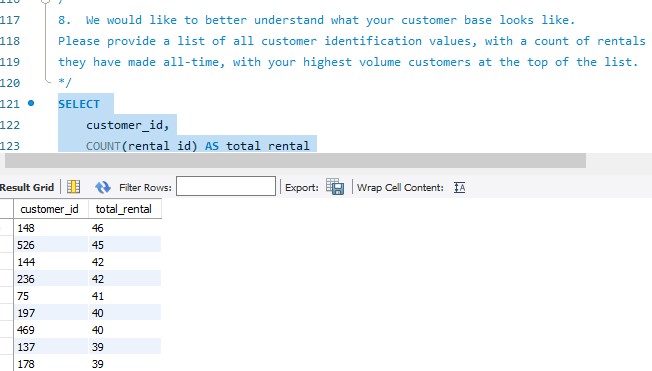 117 8. We would like to better understand what your customer base looks like.
118 Please provide a list of all customer identification values, with a count of rentals
119 they have made all-time, with your highest volume customers at the top of the list.
120 */
121 SELECT
122 customer_id,
123 COUNT(rental_id) AS total_rental
Result Grid Filter Rows: Export: Wrap Cell Content: IA
customer_id total_rental
148 46
526 45
144 42
236 42
75 41
197 40
469 40
137 39
178 39